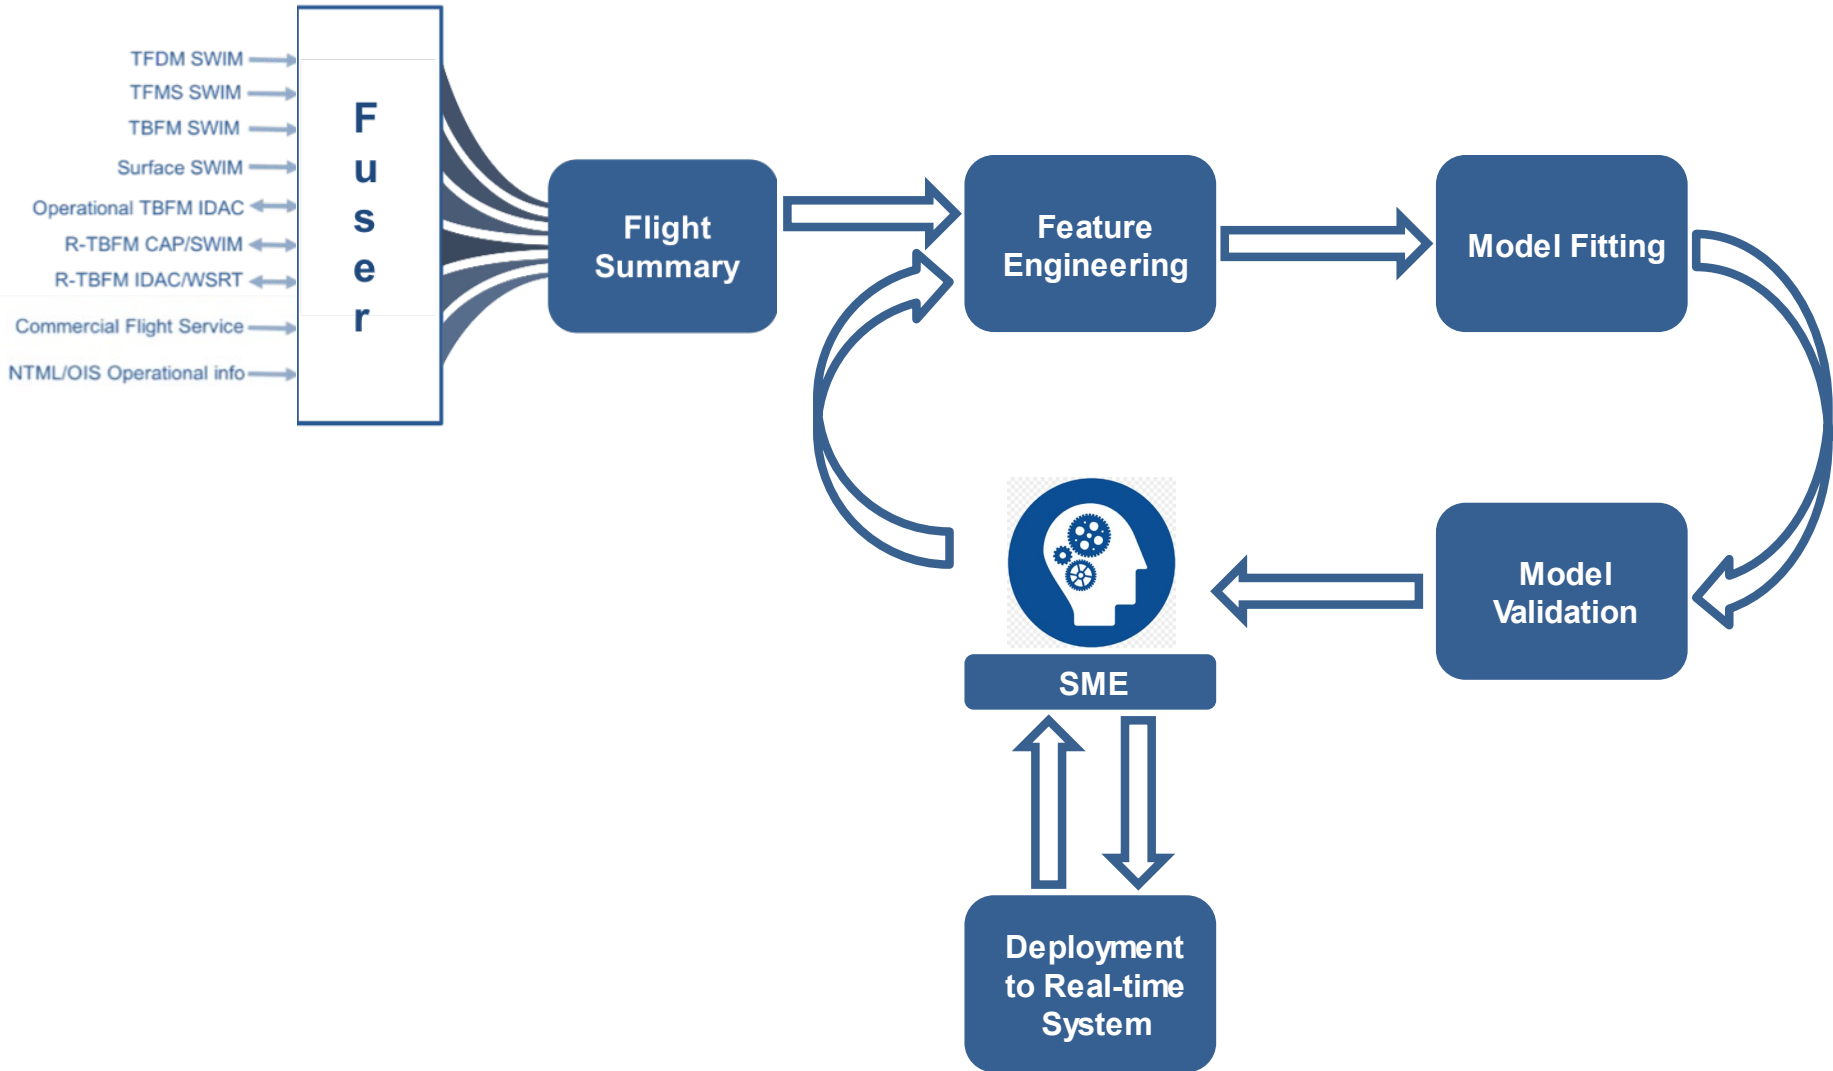 TFDM SWIM
TFMS SWIM
TBFM SWIM
Surface SWIM
Operational TBFM IDAC
R-TBFM CAP/SWIM
R-TBFM IDAC/WSRT
Commercial Flight Service
NTML/OIS Operational info
F
u
s
e
r
Flight
Summary
Feature
Engineering
Model Fitting
Model
Validation
SME
Deployment
to Real-time
System